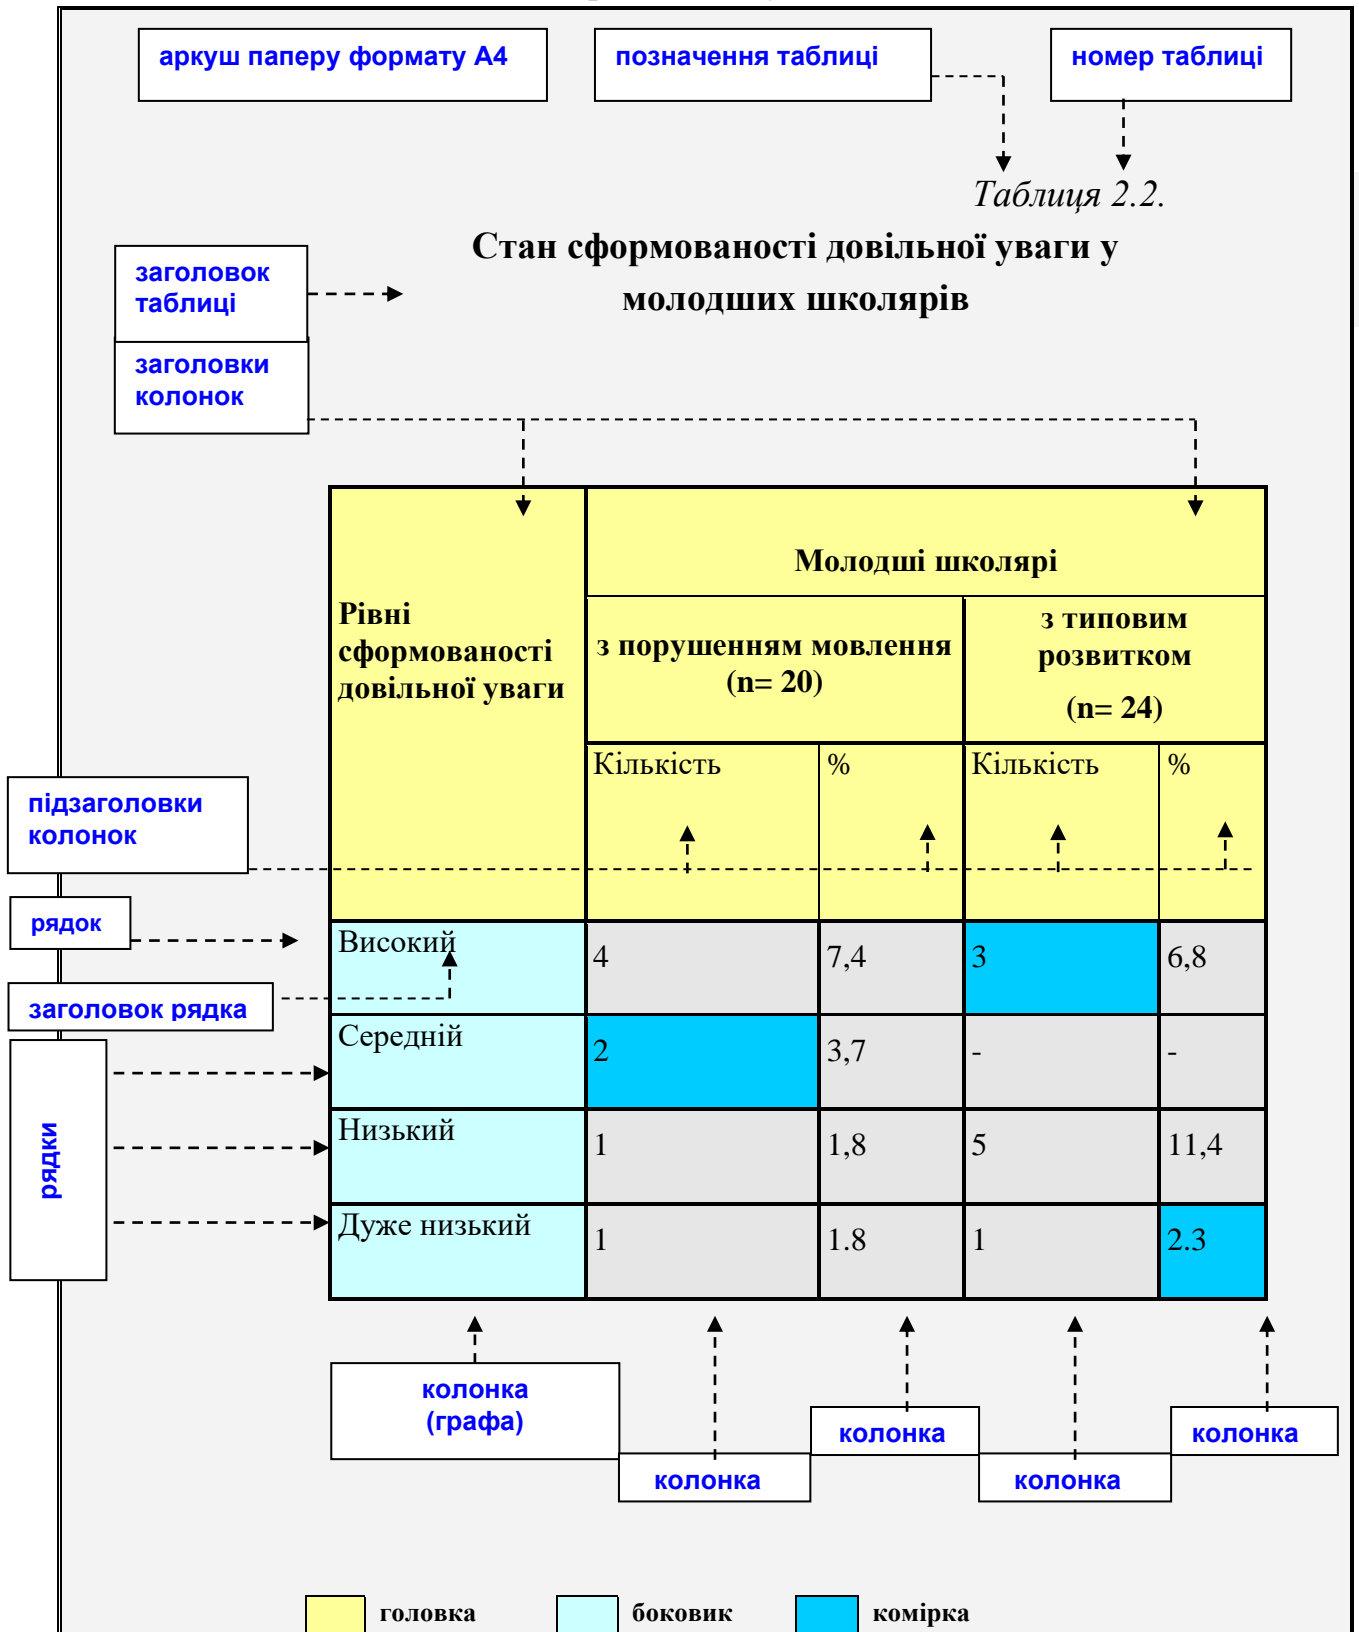 аркуш паперу формату А4
позначення таблиці
номер таблиці
Таблиця 2.2.
Стан сформованості довільної уваги у
молодших школярів
заголовок
таблиці
заголовки
колонок
Рівні
сформованості
довільної уваги
Молодші школярі
з порушенням мовлення
(n= 20)
з типовим
розвитком
(n= 24)
Кількість
%
Кількість
%
підзаголовки
колонок
рядок
Високий
4
7,4
3
6,8
заголовок рядка
Середній
2
3,7
-
-
рядки
Низький
1
1,8
5
11,4
Дуже низький
1
1.8
1
2.3
колонка
(графа)
колонка
колонка
колонка
колонка
головка
боковик
комірка